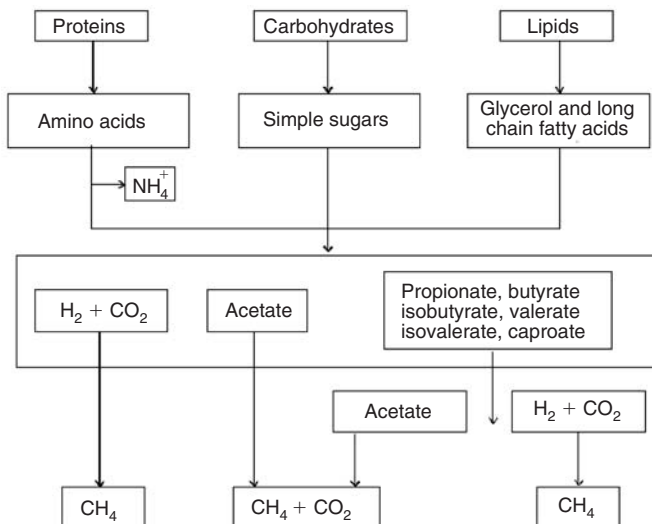 Proteins
Carbohydrates
Lipids
Amino acids
Simple sugars
Glycerol and long
chain fatty acids
NH₄⁺
H₂ + CO₂
Acetate
Propionate, butyrate
isobutyrate, valerate
isovalerate, caproate
Acetate
H₂ + CO₂
CH₄
CH₄ + CO₂
CH₄